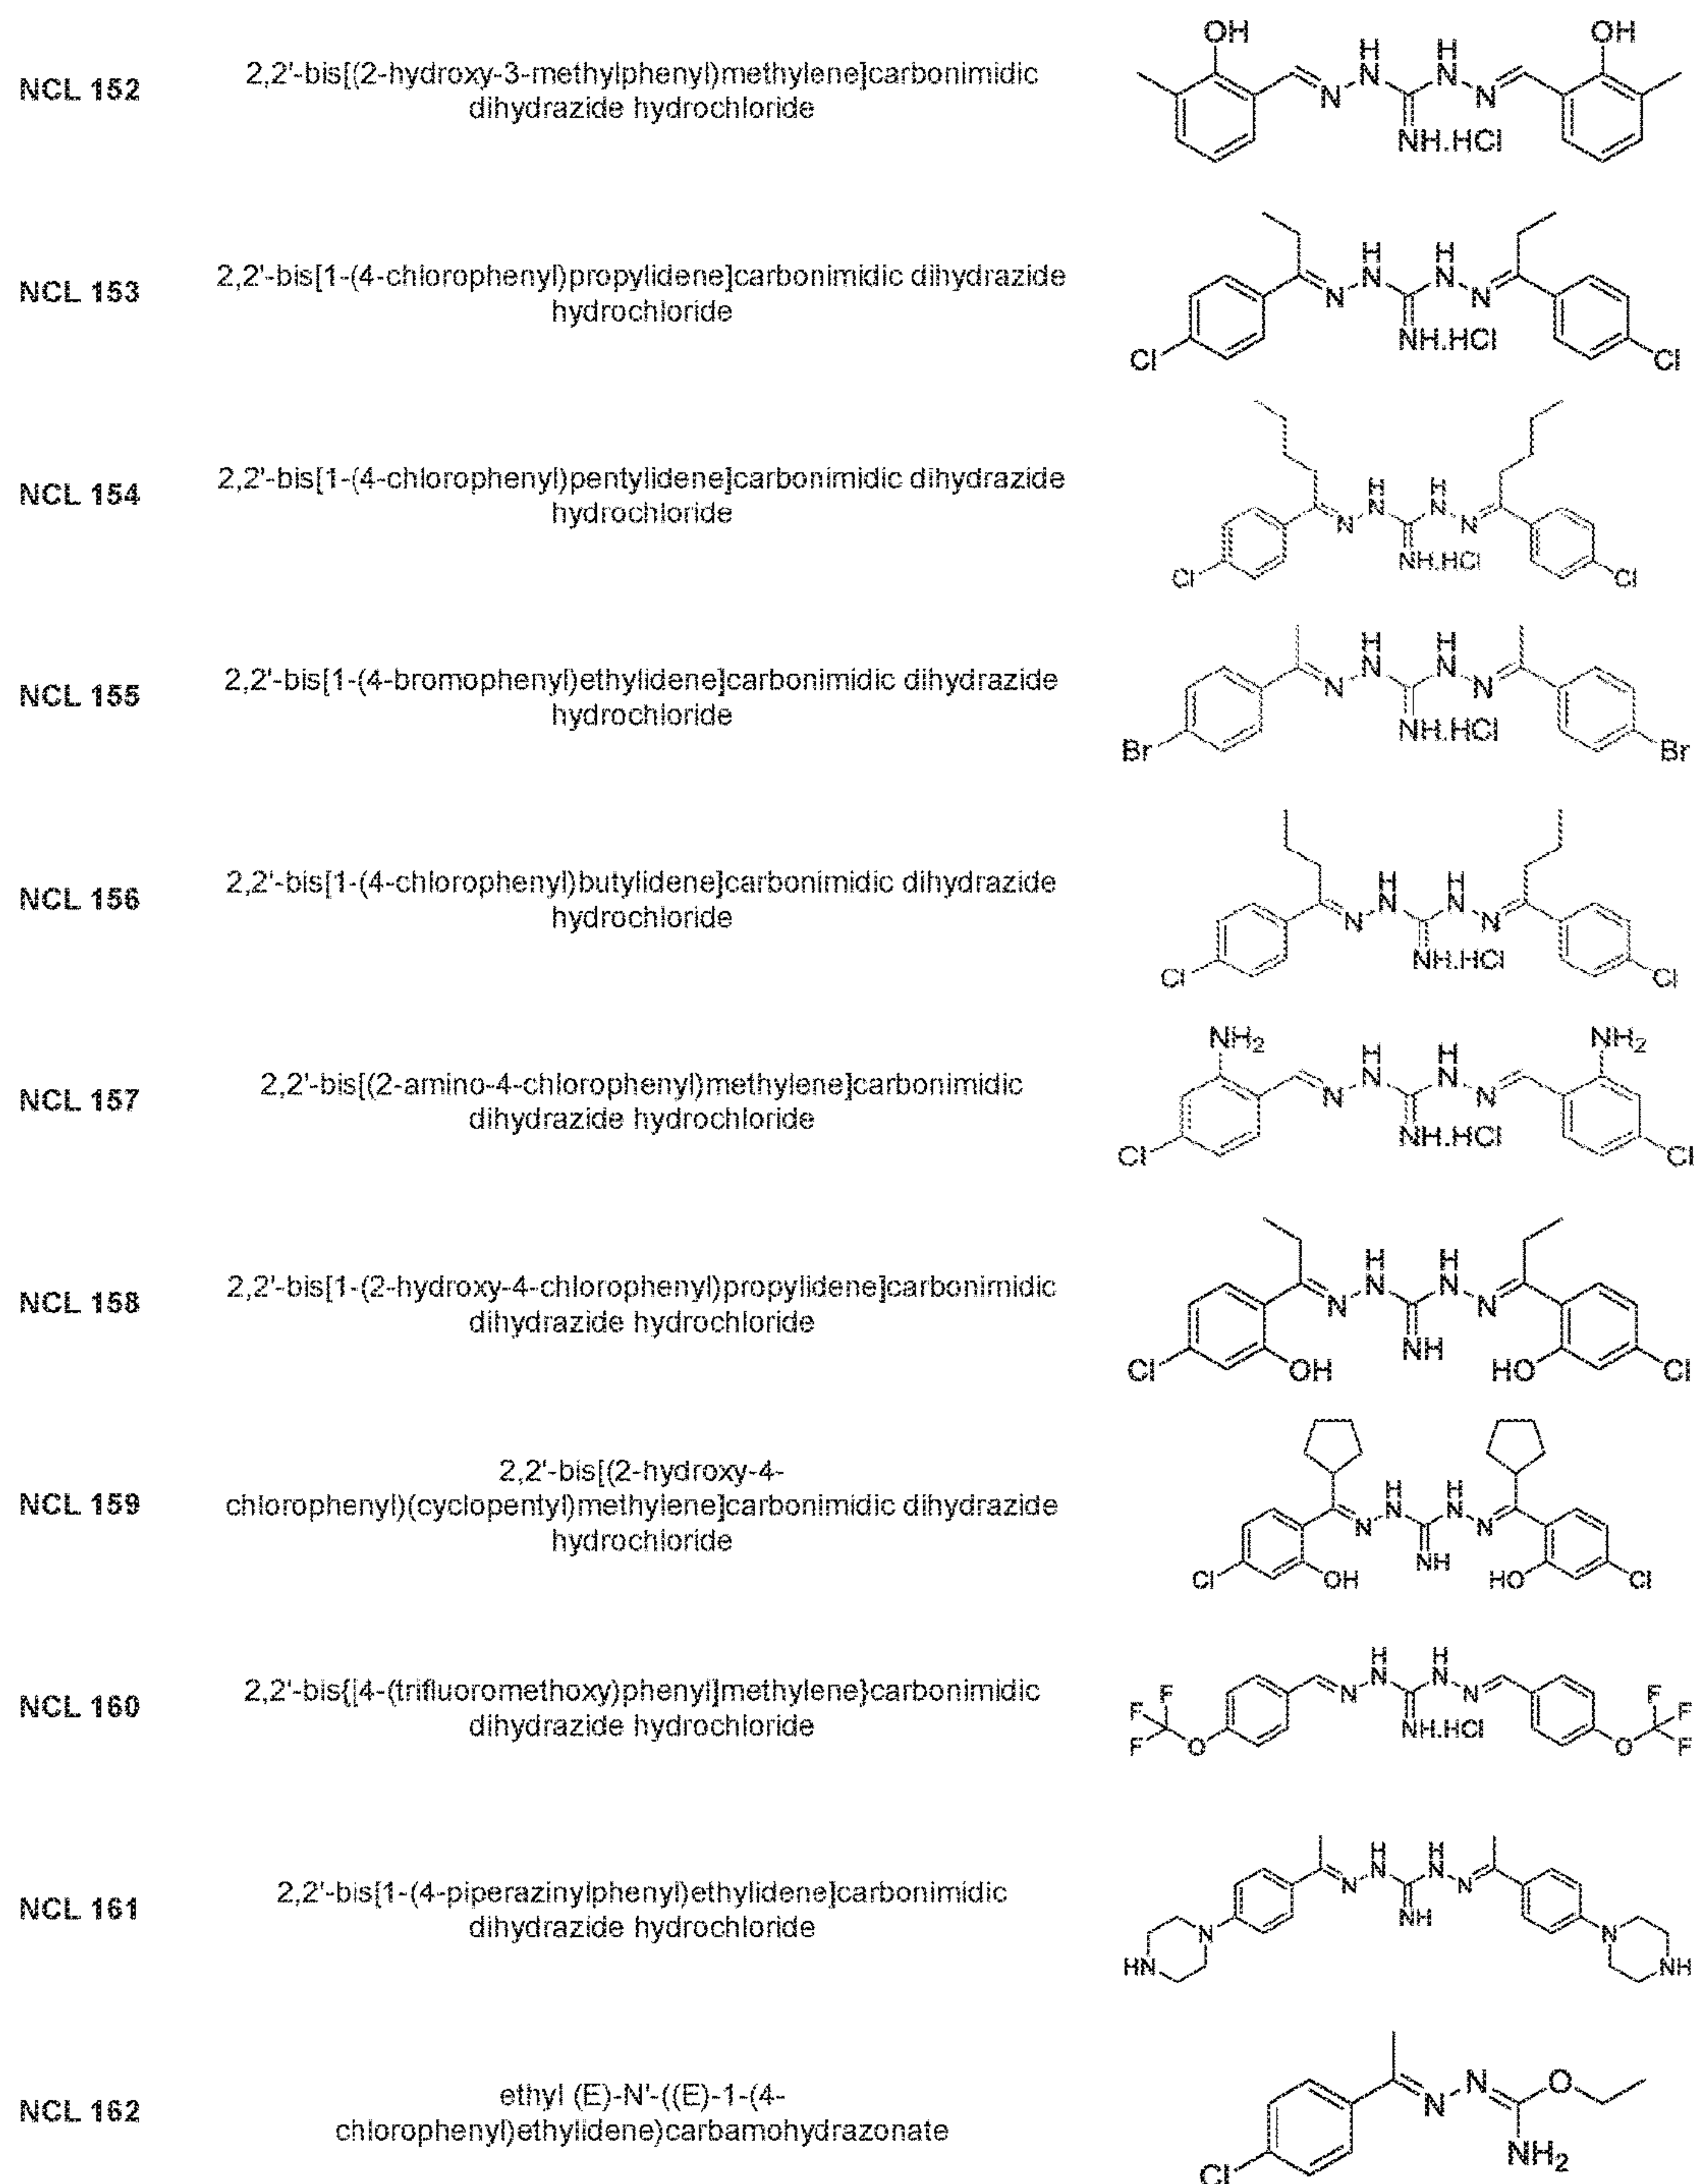 NCL 152
2,2'-bis[(2-hydroxy-3-methylphenyl)methylene]carbonimidic
dihydrazide hydrochloride
OH
OH
H
H
N
N
N
N
NH.HCl
NCL 153
2,2'-bis[1-(4-chlorophenyl)propylidene]carbonimidic dihydrazide
hydrochloride
H
H
N
N
N
N
NH.HCl
Cl
Cl
NCL 154
2,2'-bis[1-(4-chlorophenyl)pentylidene]carbonimidic dihydrazide
hydrochloride
H
H
N
N
N
N
NH.HCl
Cl
Cl
NCL 155
2,2'-bis[1-(4-bromophenyl)ethylidene]carbonimidic dihydrazide
hydrochloride
H
H
N
N
N
N
NH.HCl
Br
Br
NCL 156
2,2'-bis[1-(4-chlorophenyl)butylidene]carbonimidic dihydrazide
hydrochloride
H
H
N
N
N
N
NH.HCl
Cl
Cl
NCL 157
2,2'-bis[(2-amino-4-chlorophenyl)methylene]carbonimidic
dihydrazide hydrochloride
NH2
NH2
H
H
N
N
N
N
NH.HCl
Cl
Cl
NCL 158
2,2'-bis[1-(2-hydroxy-4-chlorophenyl)propylidene]carbonimidic
dihydrazide hydrochloride
H
H
N
N
N
N
NH
Cl
OH
HO
Cl
NCL 159
2,2'-bis[(2-hydroxy-4-
chlorophenyl)(cyclopentyl)methylene]carbonimidic dihydrazide
hydrochloride
H
H
N
N
N
N
NH
Cl
OH
HO
Cl
NCL 160
2,2'-bis{[4-(trifluoromethoxy)phenyl]methylene}carbonimidic
dihydrazide hydrochloride
H
H
N
N
N
N
F
F
F
O
NH.HCl
O
F
F
F
NCL 161
2,2'-bis[1-(4-piperazinylphenyl)ethylidene]carbonimidic
dihydrazide hydrochloride
H
H
N
N
N
N
NH
N
N
HN
NH
NCL 162
ethyl (E)-N'-((E)-1-(4-
chlorophenyl)ethylidene)carbamohydrazonate
N
O
N
NH2
Cl